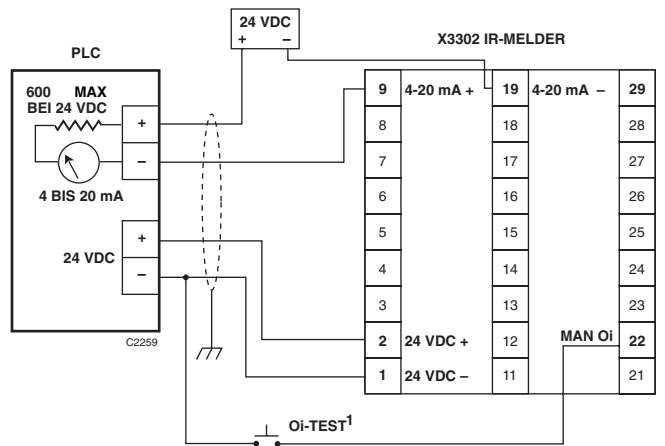 24 VDC
+ –
PLC
X3302 IR-MELDER
600 MAX
BEI 24 VDC
+
–
4 BIS 20 mA
24 VDC
+
–
C2259
9 4-20 mA + 19 4-20 mA – 29
8 18 28
7 17 27
6 16 26
5 15 25
4 14 24
3 13 23
2 24 VDC + 12 MAN Oi 22
1 24 VDC – 11 21
Oi-TEST1